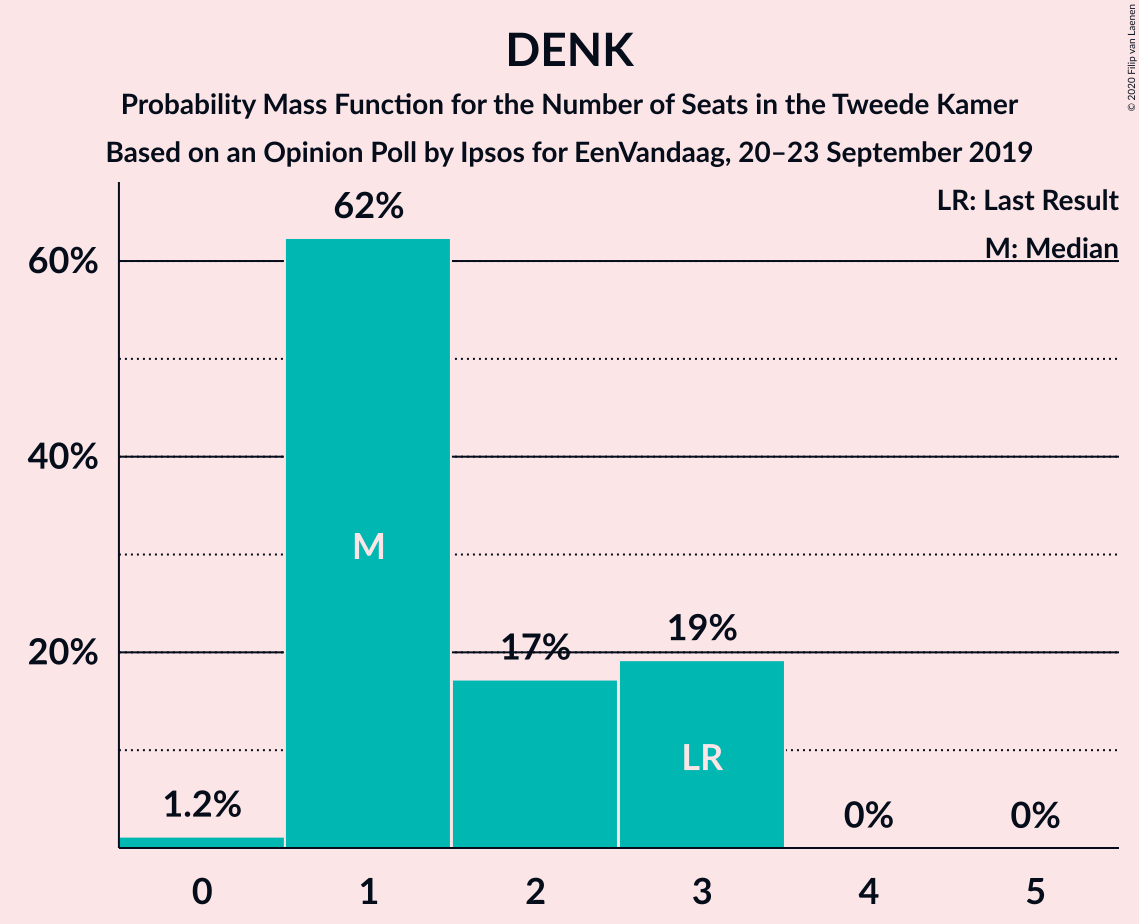 DENK
Probability Mass Function for the Number of Seats in the Tweede Kamer
Based on an Opinion Poll by Ipsos for EenVandaag, 20–23 September 2019
© 2020 Filip van Laenen
LR: Last Result
M: Median
62%
60%
40%
M
19%
17%
20%
LR
1.2%
0%
0%
0 1 2 3 4 5